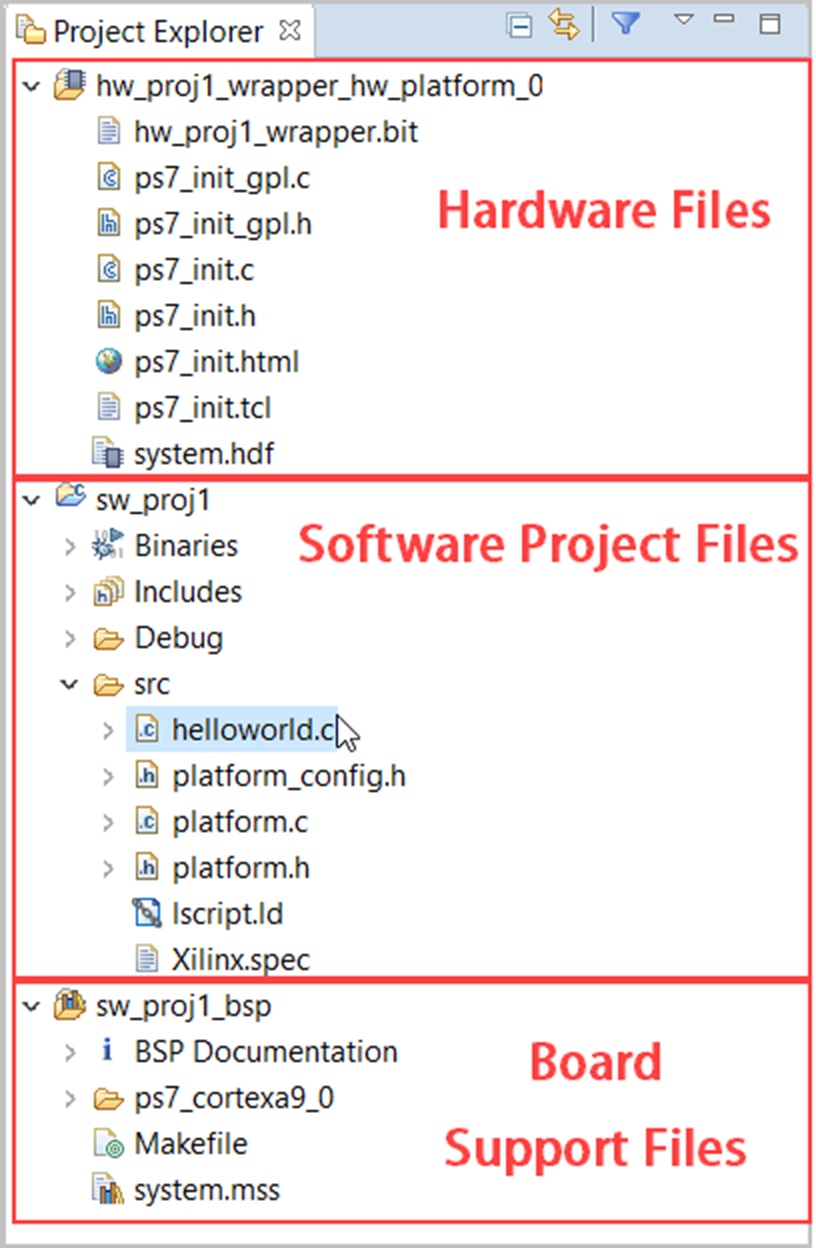 Project Explorer
hw_proj1_wrapper_hw_platform_0
hw_proj1_wrapper.bit
ps7_init_gpl.c
Hardware Files
ps7_init_gpl.h
ps7_init.c
ps7_init.h
ps7_init.html
ps7_init.tcl
system.hdf
sw_proj1
Software Project Files
Binaries
Includes
Debug
src
helloworld.c
platform_config.h
platform.c
platform.h
lscript.ld
Xilinx.spec
sw_proj1_bsp
BSP Documentation
Board
ps7_cortexa9_0
Makefile
Support Files
system.mss